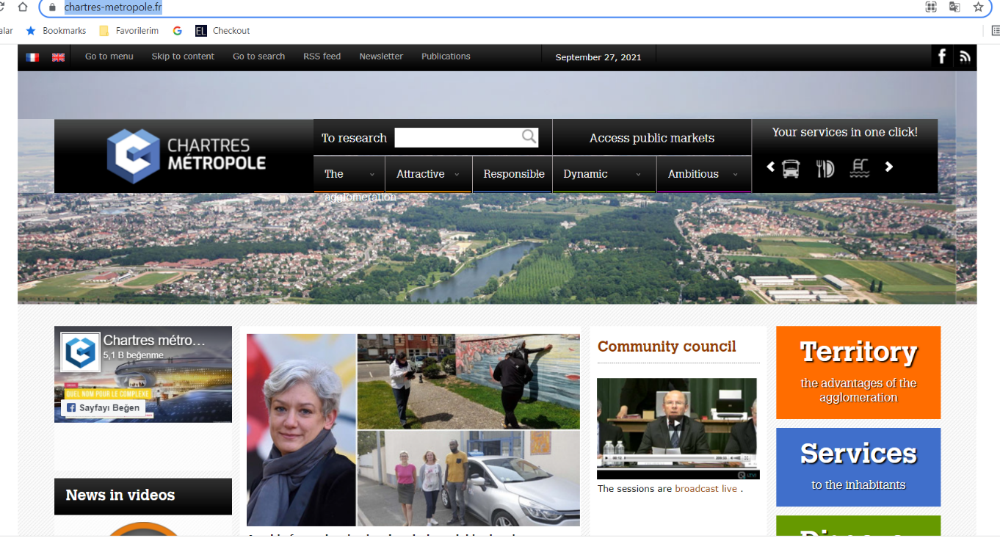 chartres-metropole.fr
alar Bookmarks Favorilerim G EL Checkout
Go to menu Skip to content Go to search RSS feed Newsletter Publications September 27, 2021
CHARTRES
MÉTROPOLE
To research Access public markets Your services in one click!
The Attractive Responsible Dynamic Ambitious
agglomeration
Chartres métro…
5,1 B beğenme
QUEL NOM POUR LE COMPLEXE
Sayfayı Beğen
News in videos
Community council
00:12
The sessions are broadcast live .
Territory
the advantages of the
agglomeration
Services
to the inhabitants